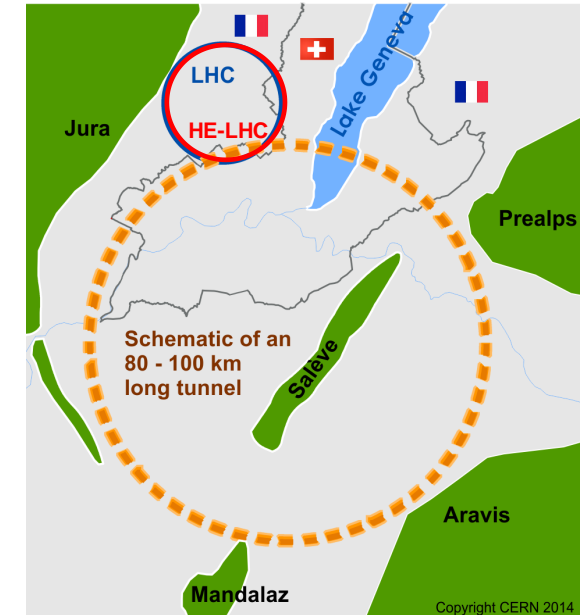 LHC
Lake Geneva
Jura
HE-LHC
Prealps
Schematic of an
80 - 100 km
long tunnel
Salève
Aravis
Mandalaz
Copyright CERN 2014